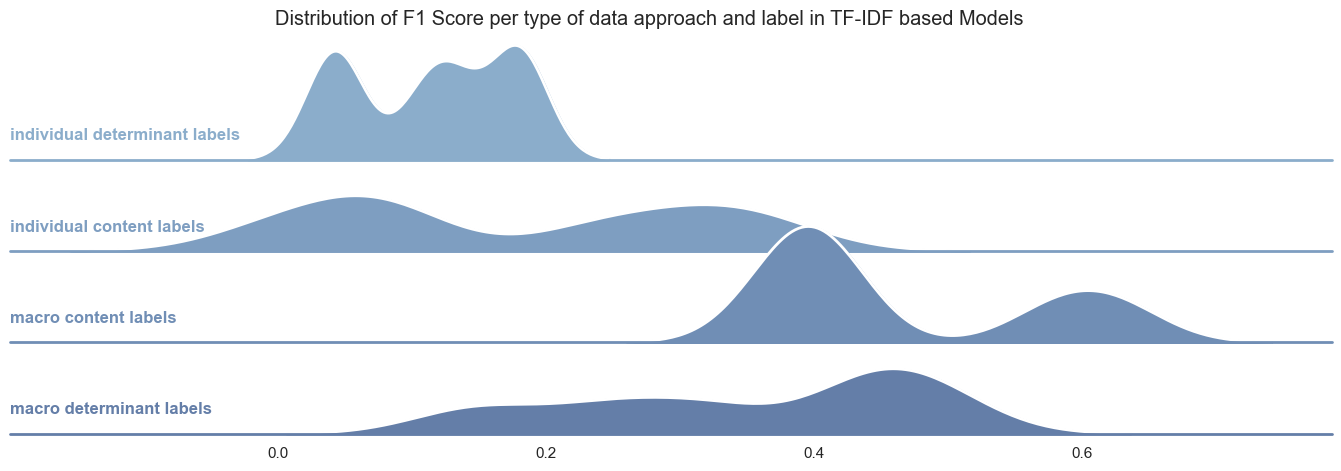 Distribution of F1 Score per type of data approach and label in TF-IDF based Models
individual determinant labels
individual content labels
macro content labels
macro determinant labels
0.0 0.2 0.4 0.6